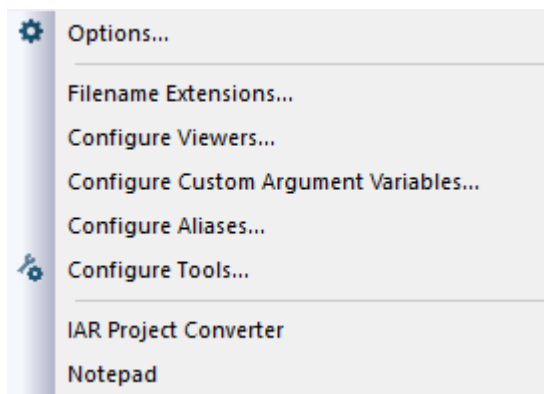 Options...
Filename Extensions...
Configure Viewers...
Configure Custom Argument Variables...
Configure Aliases...
Configure Tools...
IAR Project Converter
Notepad